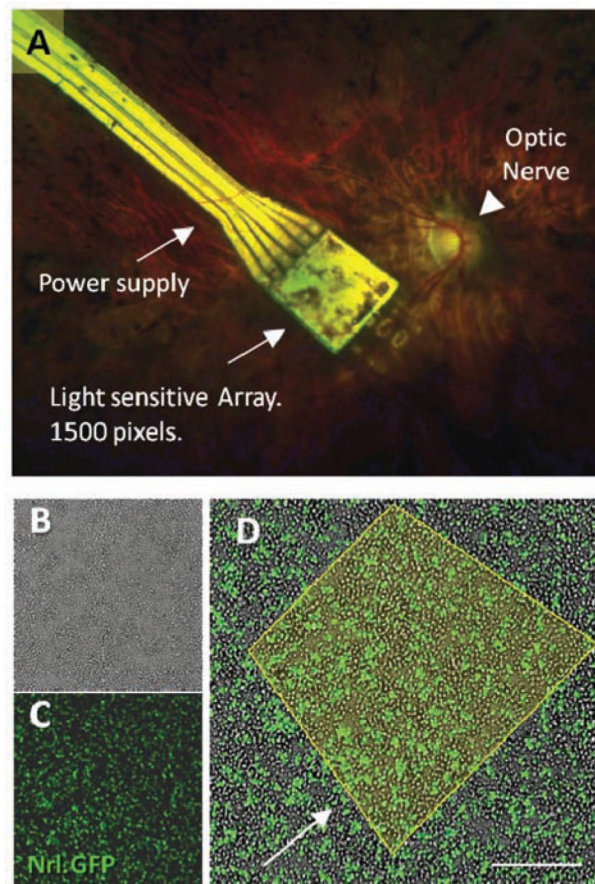 A
Optic
Nerve
Power supply
Light sensitive Array.
1500 pixels.
B
C
Nrl.GFP
D